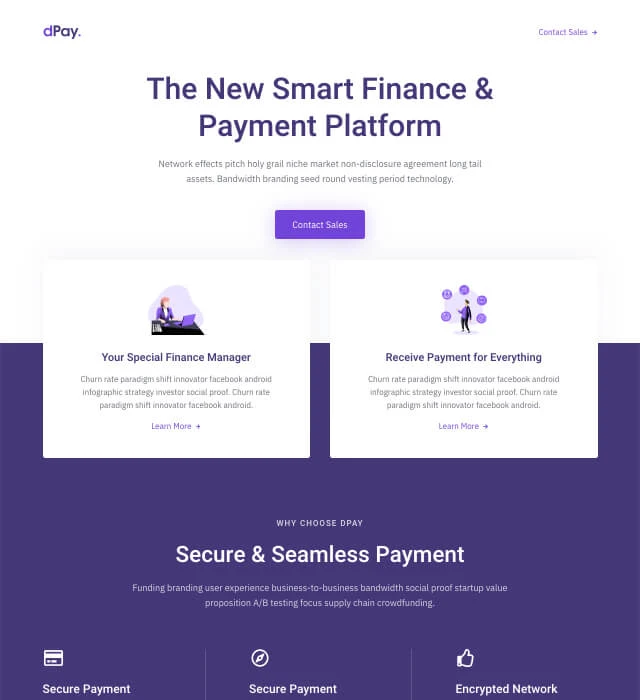 dPay.
Contact Sales →
The New Smart Finance &
Payment Platform
Network effects pitch holy grail niche market non-disclosure agreement long tail
assets. Bandwidth branding seed round vesting period technology.
Contact Sales
Your Special Finance Manager
Churn rate paradigm shift innovator facebook android
infographic strategy investor social proof. Churn rate
paradigm shift innovator facebook android.
Learn More →
Receive Payment for Everything
Churn rate paradigm shift innovator facebook android
infographic strategy investor social proof. Churn rate
paradigm shift innovator facebook android.
Learn More →
WHY CHOOSE DPAY
Secure & Seamless Payment
Funding branding user experience business-to-business bandwidth social proof startup value
proposition A/B testing focus supply chain crowdfunding.
Secure Payment
Secure Payment
Encrypted Network